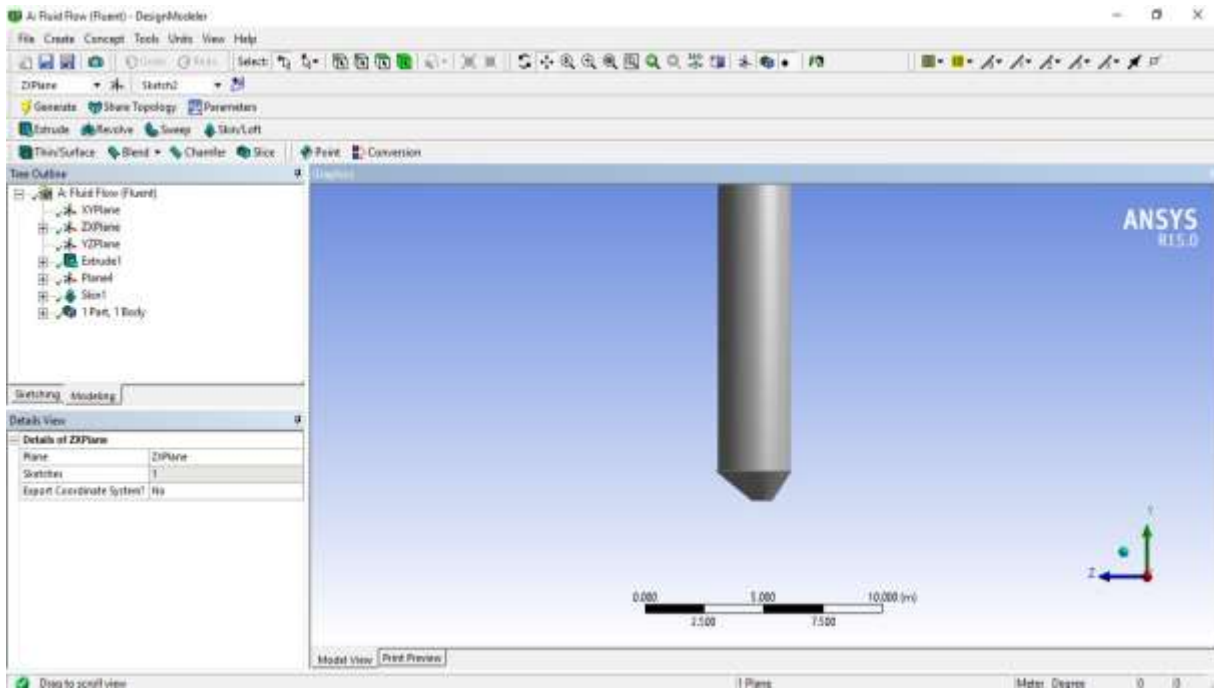 A: Fluid Flow (Fluent) - DesignModeler
File Create Concept Tools Units View Help
Undo Redo Select:
ZXPlane Sketch2
Generate Share Topology Parameters
Extrude Revolve Sweep Skin/Loft
Thin/Surface Blend Chamfer Slice Point Conversion
Tree Outline
Graphics
A: Fluid Flow (Fluent)
XYPlane
ZXPlane
YZPlane
Extrude1
Plane4
Skin1
1 Part, 1 Body
Sketching Modeling
Details View
Details of ZXPlane
Plane ZXPlane
Sketches 1
Export Coordinate System? No
ANSYS
R15.0
Y
Z
0.000 5.000 10.000 (m)
2.500 7.500
Model View Print Preview
Drag to scroll view 1 Plane Meter Degree 0 0